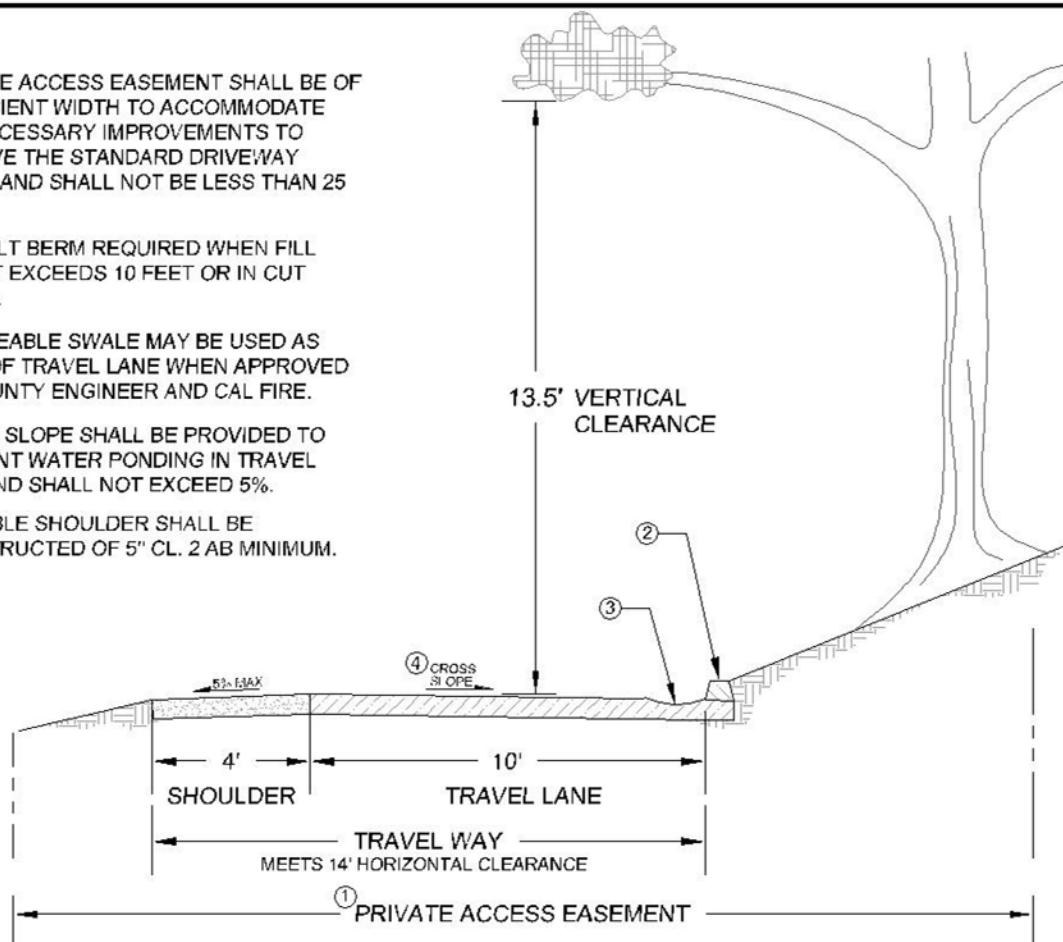 E ACCESS EASEMENT SHALL BE OF
IENT WIDTH TO ACCOMMODATE
CESSARY IMPROVEMENTS TO
VE THE STANDARD DRIVEWAY
AND SHALL NOT BE LESS THAN 25
LT BERM REQUIRED WHEN FILL
T EXCEEDS 10 FEET OR IN CUT
EABLE SWALE MAY BE USED AS
OF TRAVEL LANE WHEN APPROVED
UNTY ENGINEER AND CAL FIRE.
SLOPE SHALL BE PROVIDED TO
NT WATER PONDING IN TRAVEL
ND SHALL NOT EXCEED 5%.
BLE SHOULDER SHALL BE
TRUCTED OF 5" CL. 2 AB MINIMUM.
13.5' VERTICAL
CLEARANCE
2
3
4 CROSS
SLOPE
5% MAX
4'
SHOULDER
10'
TRAVEL LANE
TRAVEL WAY
MEETS 14' HORIZONTAL CLEARANCE
1 PRIVATE ACCESS EASEMENT